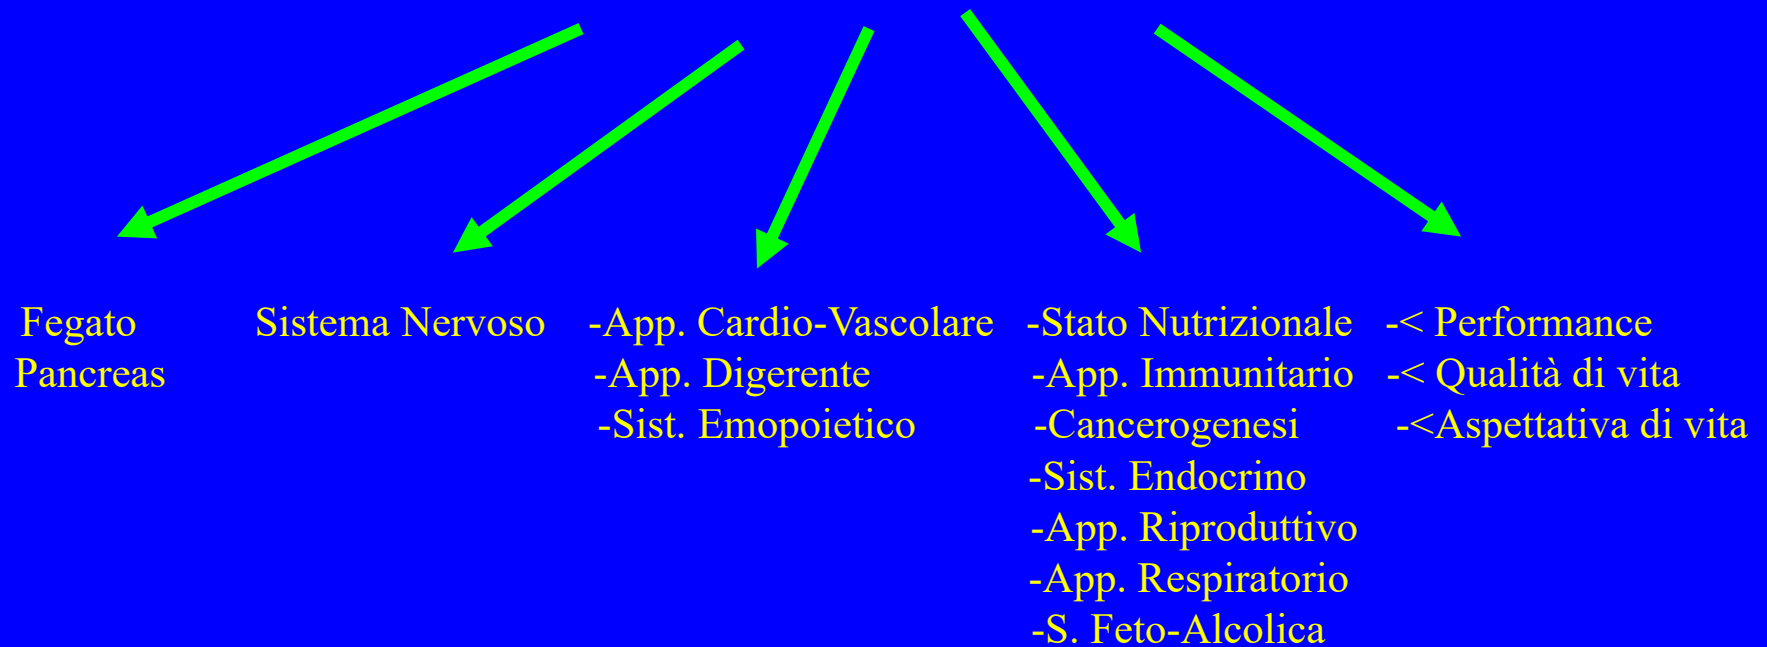 Fegato Sistema Nervoso -App. Cardio-Vascolare -Stato Nutrizionale -< Performance
Pancreas -App. Digerente -App. Immunitario -< Qualità di vita
-Sist. Emopoietico -Cancerogenesi -<Aspettativa di vita
-Sist. Endocrino
-App. Riproduttivo
-App. Respiratorio
-S. Feto-Alcolica